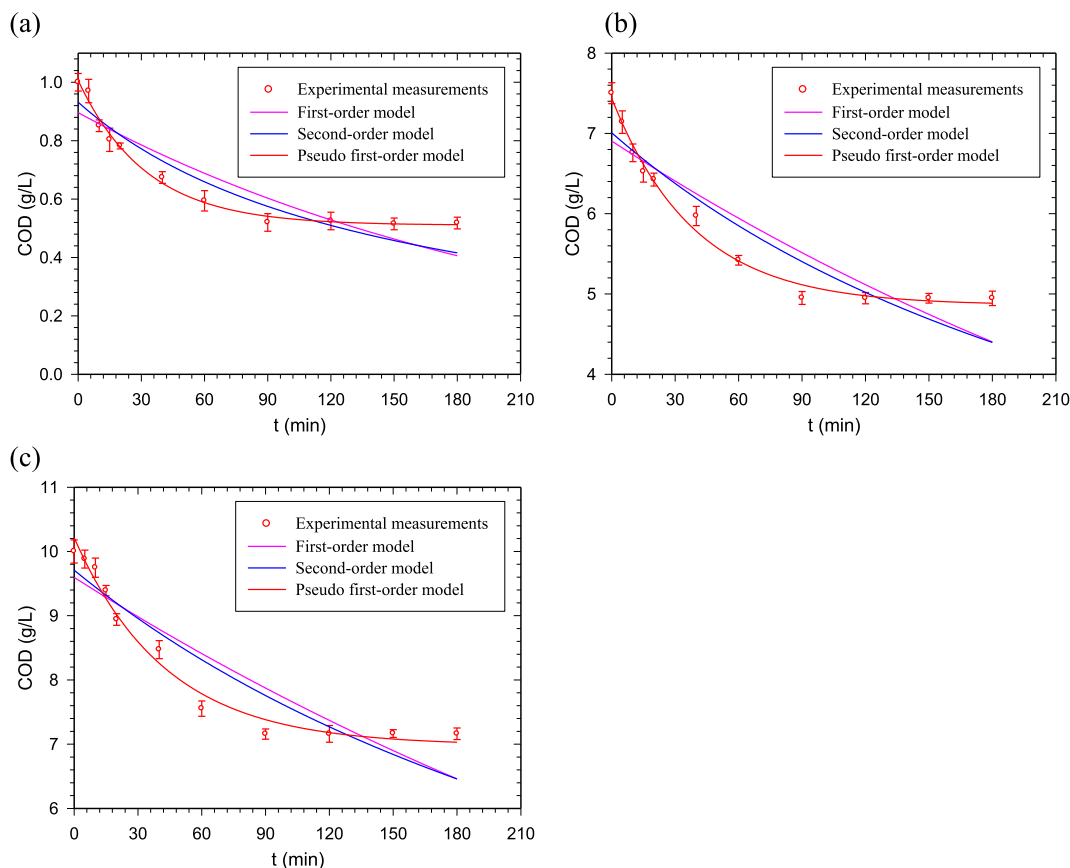 (a)
1.0
0.8
0.6
0.4
0.2
0.0
COD (g/L)
0 30 60 90 120 150 180 210
t (min)
Experimental measurements
First-order model
Second-order model
Pseudo first-order model
(b)
8
7
6
5
4
COD (g/L)
0 30 60 90 120 150 180 210
t (min)
Experimental measurements
First-order model
Second-order model
Pseudo first-order model
(c)
11
10
9
8
7
6
COD (g/L)
0 30 60 90 120 150 180 210
t (min)
Experimental measurements
First-order model
Second-order model
Pseudo first-order model